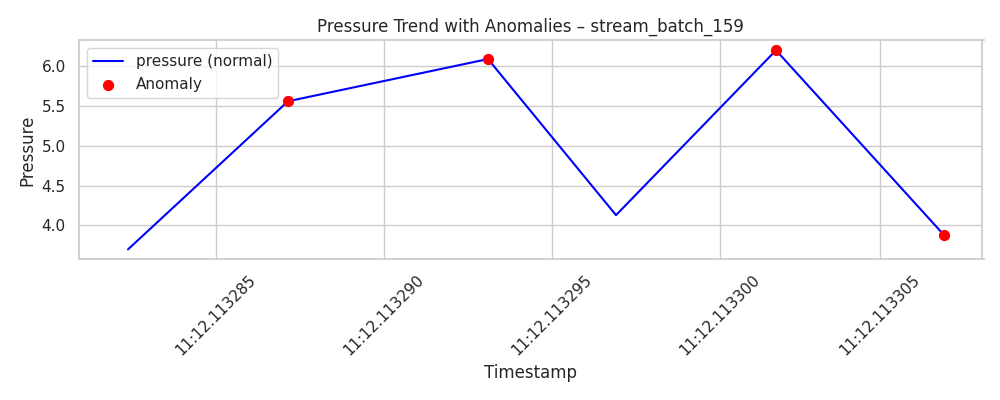 Pressure Trend with Anomalies – stream_batch_159
pressure (normal)
Anomaly
Pressure
6.0
5.5
5.0
4.5
4.0
11:12.113285
11:12.113290
11:12.113295
11:12.113300
11:12.113305
Timestamp